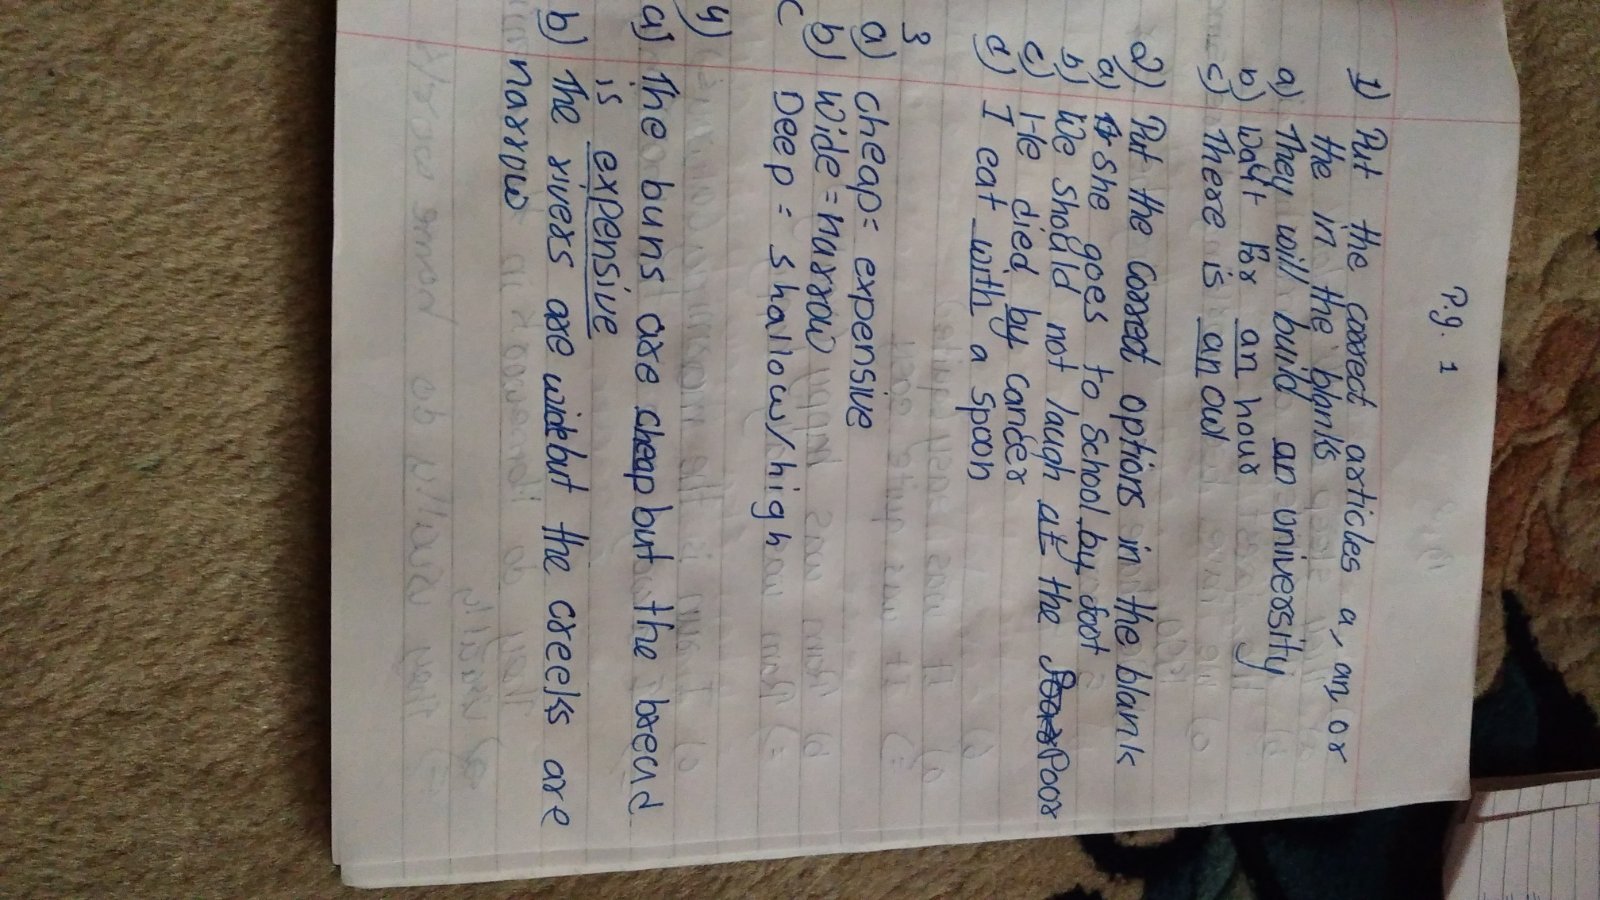 P.g. 1
1) Put the correct articles a, an, or
the in the blanks
a) They will build an university
b) wait for an hour
c) There is an owl
2) Put the correct options in the blank
a) she goes to school by foot
b) We should not laugh at the Poor
c) He died by cancer
d) I eat with a spoon
3
a) cheap = expensive
b) Wide = narrow
c Deep = shallow/high
4)
a) The buns are cheap but the bread
is expensive
b) The rivers are wide but the creeks are
narrow